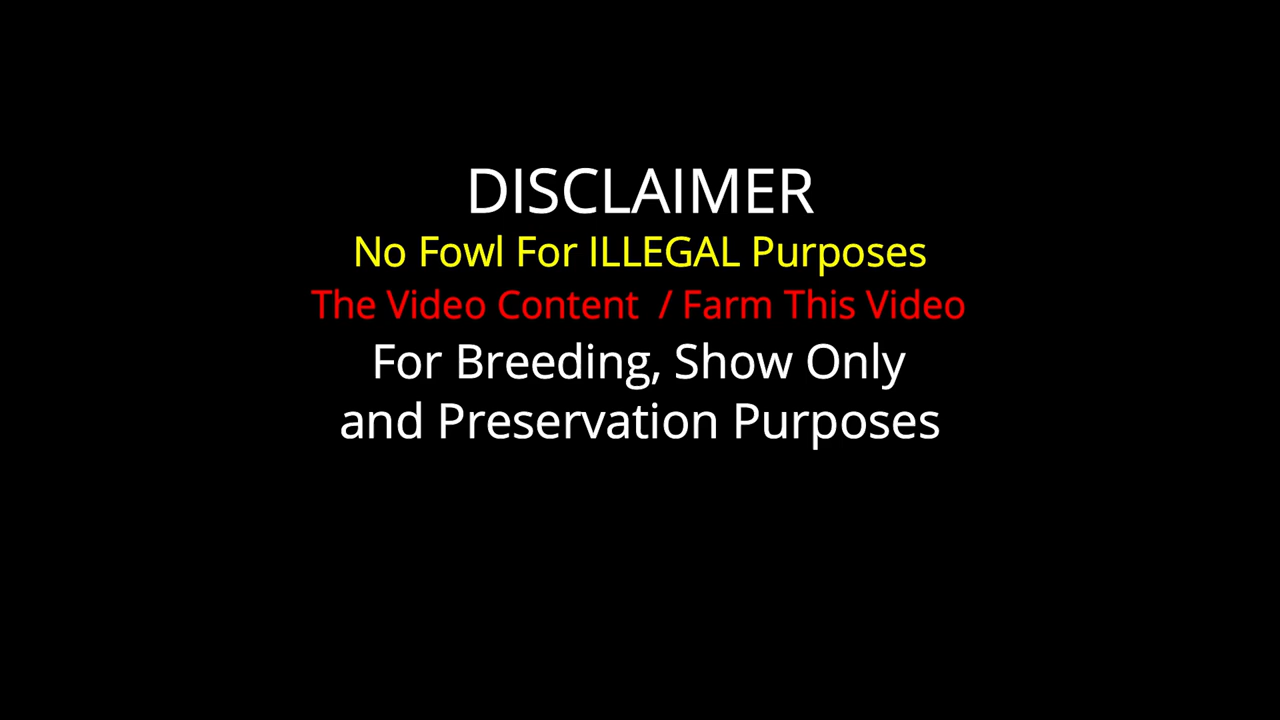 DISCLAIMER
No Fowl For ILLEGAL Purposes
The Video Content / Farm This Video
For Breeding, Show Only
and Preservation Purposes